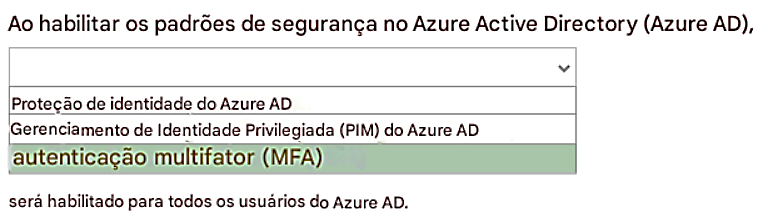 Ao habilitar os padrões de segurança no Azure Active Directory (Azure AD),
Proteção de identidade do Azure AD
Gerenciamento de Identidade Privilegiada (PIM) do Azure AD
autenticação multifator (MFA)
será habilitado para todos os usuários do Azure AD.